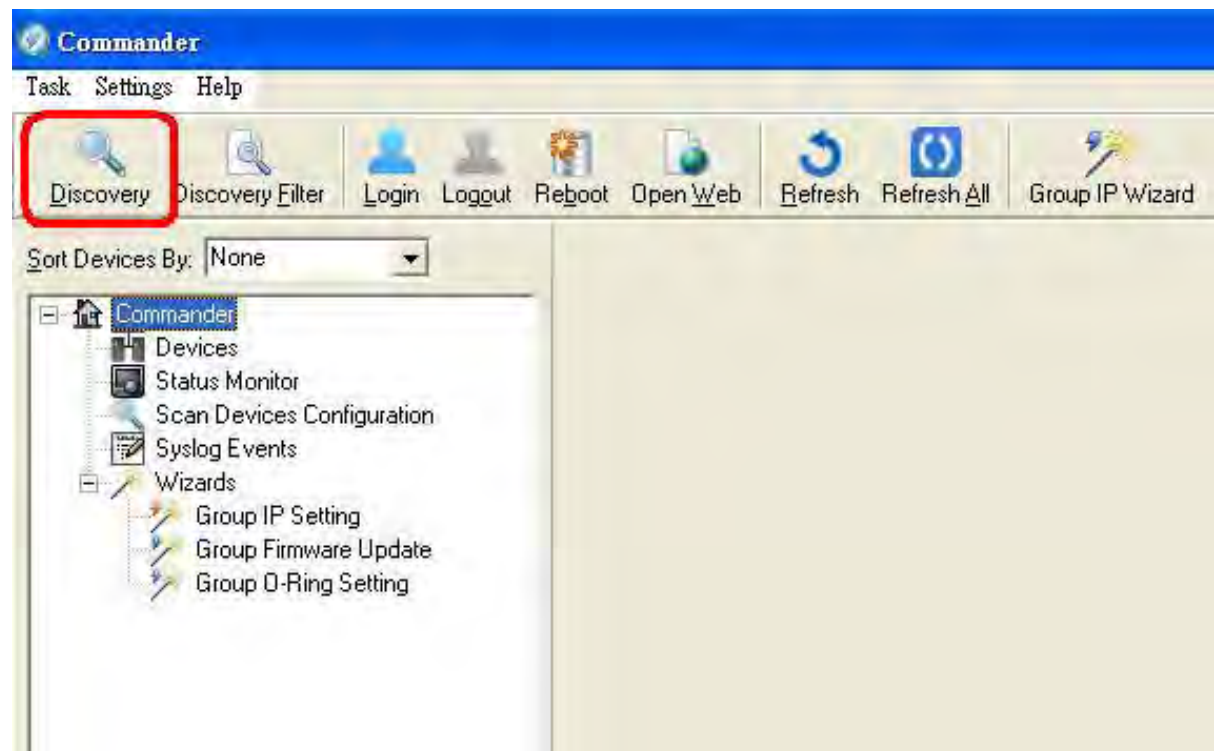 Commander
Task Settings Help
Discovery Discovery Filter Login Logout Reboot Open Web Refresh Refresh All Group IP Wizard
Sort Devices By: None
Commander
Devices
Status Monitor
Scan Devices Configuration
Syslog Events
Wizards
Group IP Setting
Group Firmware Update
Group O-Ring Setting